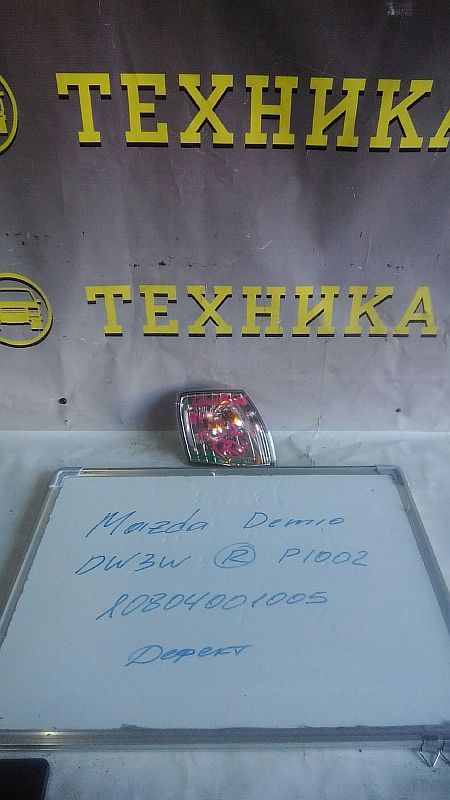 ТЕХНИКА
ТЕХНИКА
Mazda Demio
DW3W Ⓡ P1002
10804001005
Дефект